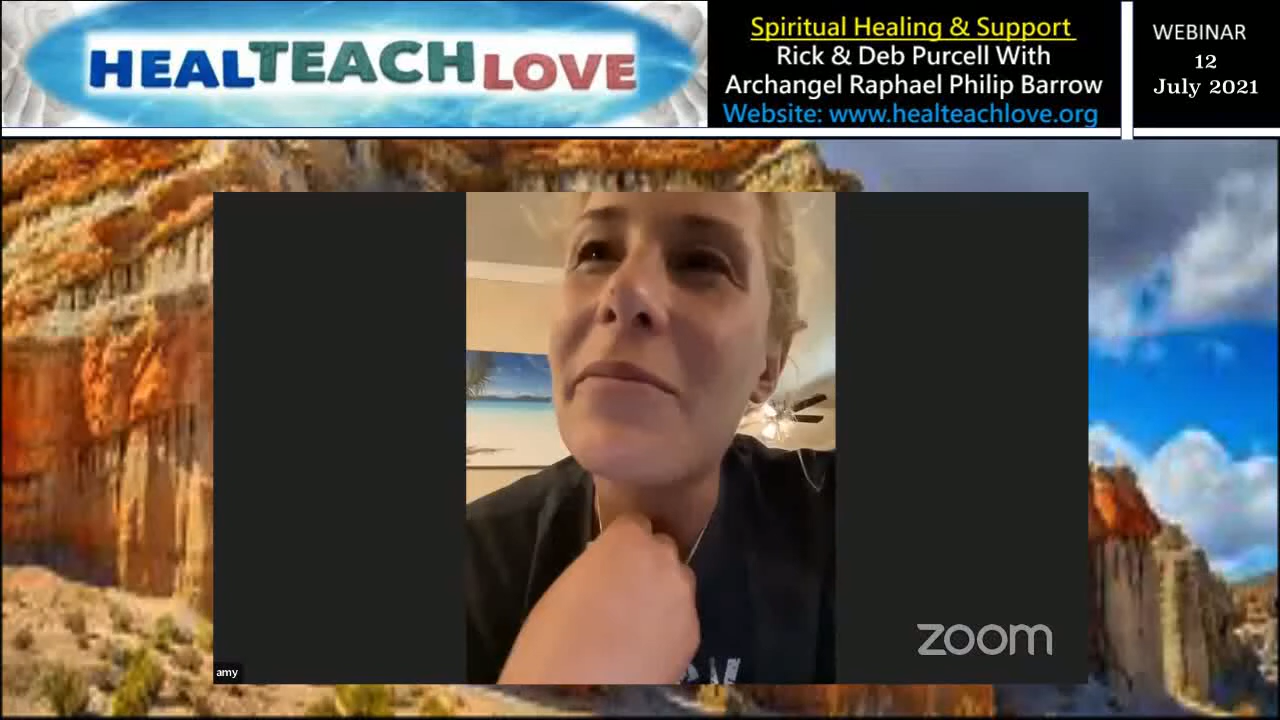 HEALTEACHLOVE
Spiritual Healing & Support
Rick & Deb Purcell With
Archangel Raphael Philip Barrow
Website: www.healteachlove.org
WEBINAR
12
July 2021
zoom
amy